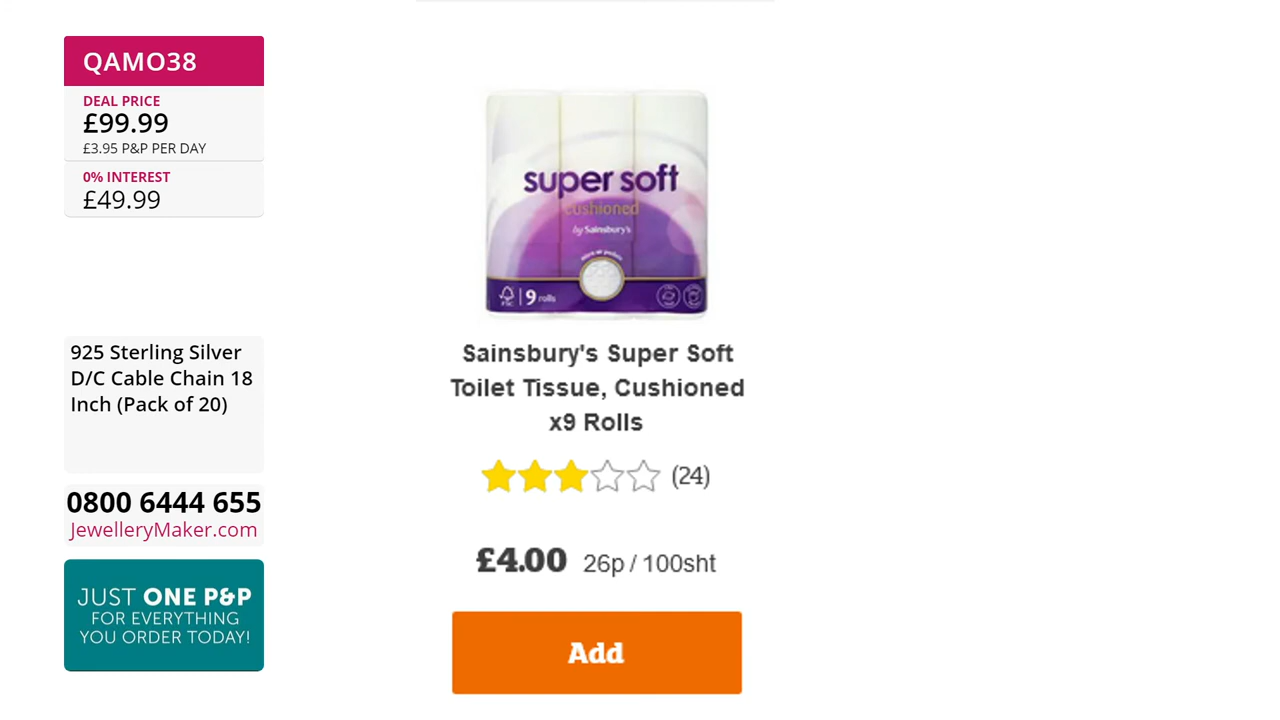 QAMO38
DEAL PRICE
£99.99
£3.95 P&P PER DAY
0% INTEREST
£49.99
925 Sterling Silver
D/C Cable Chain 18
Inch (Pack of 20)
0800 6444 655
JewelleryMaker.com
JUST ONE P&P
FOR EVERYTHING
YOU ORDER TODAY!
super soft
cushioned
by Sainsbury's
FSC
9 rolls
Sainsbury's Super Soft
Toilet Tissue, Cushioned
x9 Rolls
(24)
£4.00 26p / 100sht
Add